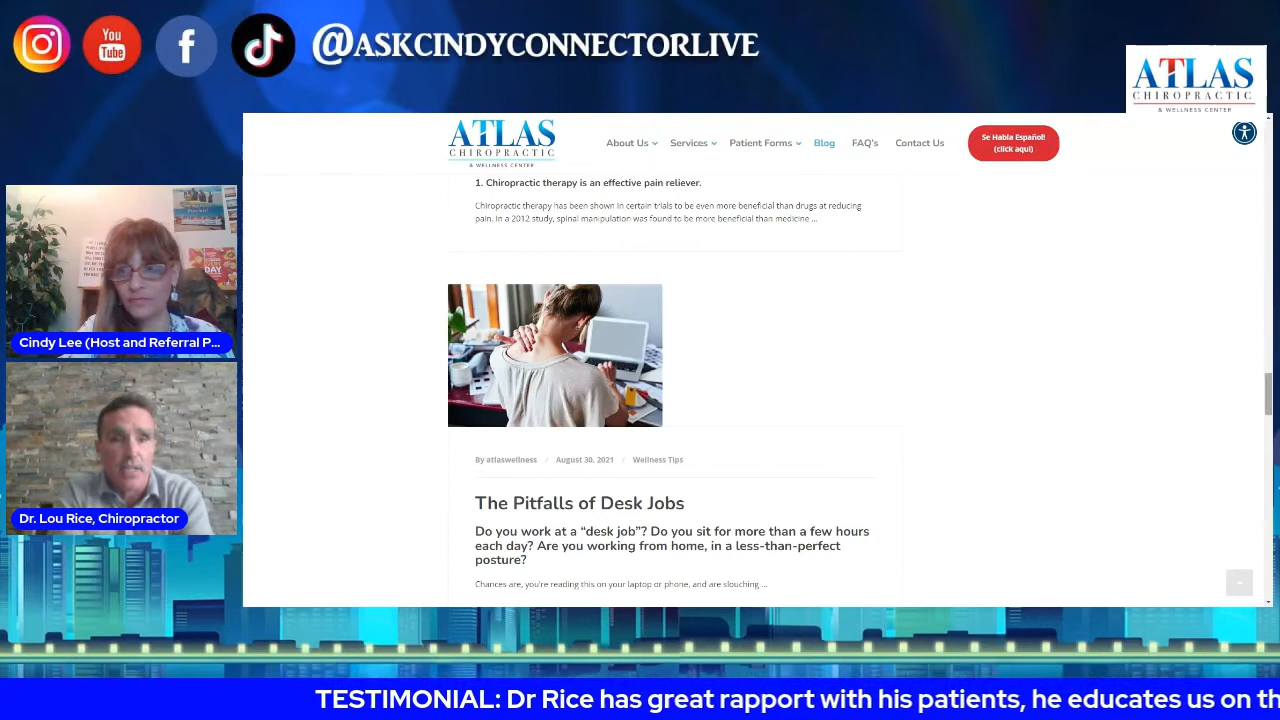 You
Tube
@ASKCINDYCONNECTORLIVE
ATLAS
CHIROPRACTIC
& WELLNESS CENTER
ATLAS
CHIROPRACTIC
& WELLNESS CENTER
About Us
Services
Patient Forms
Blog
FAQ's
Contact Us
Se Habla Español!
(click aqui)
1. Chiropractic therapy is an effective pain reliever.
Chiropractic therapy has been shown in certain trials to be even more beneficial than drugs at reducing
pain. In a 2012 study, spinal manipulation was found to be more beneficial than medicine ...
DAY
Cindy Lee (Host and Referral P...
Dr. Lou Rice, Chiropractor
By atlaswellness / August 30, 2021 / Wellness Tips
The Pitfalls of Desk Jobs
Do you work at a “desk job”? Do you sit for more than a few hours
each day? Are you working from home, in a less-than-perfect
posture?
Chances are, you're reading this on your laptop or phone, and are slouching ...
TESTIMONIAL: Dr Rice has great rapport with his patients, he educates us on th